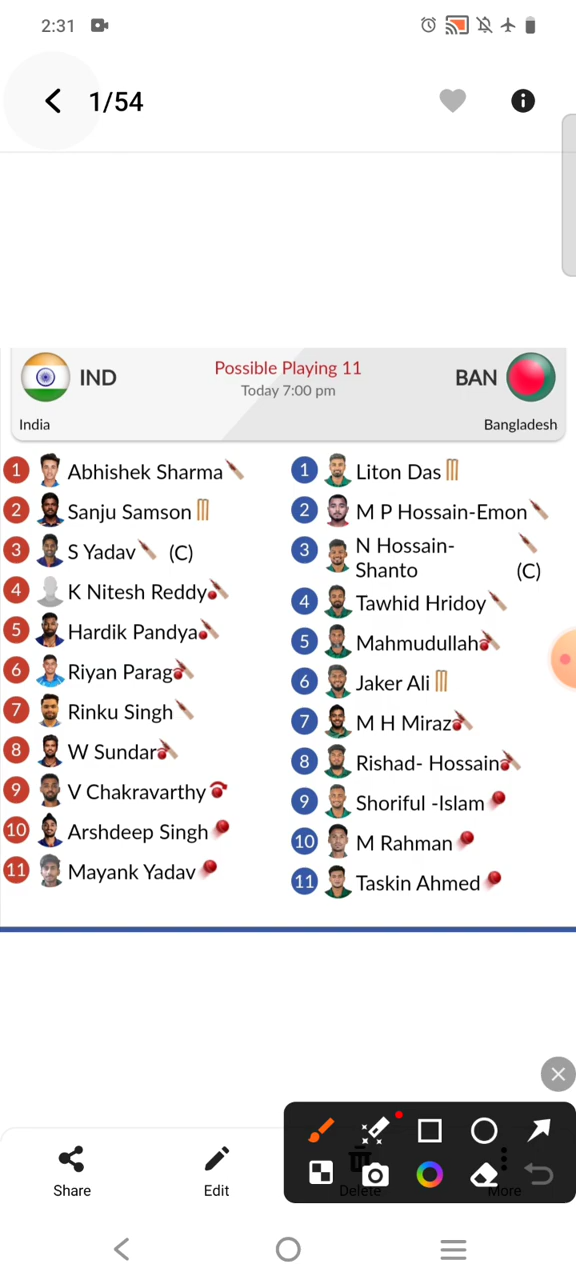 2:31
1/54
IND
Possible Playing 11
BAN
Today 7:00 pm
India
Bangladesh
1 Abhishek Sharma
2 Sanju Samson
3 S Yadav (C)
4 K Nitesh Reddy
5 Hardik Pandya
6 Riyan Parag
7 Rinku Singh
8 W Sundar
9 V Chakravarthy
10 Arshdeep Singh
11 Mayank Yadav
1 Liton Das
2 M P Hossain-Emon
3 N Hossain-
Shanto (C)
4 Tawhid Hridoy
5 Mahmudullah
6 Jaker Ali
7 M H Miraz
8 Rishad- Hossain
9 Shoriful -Islam
10 M Rahman
11 Taskin Ahmed
Share
Edit
Delete
More